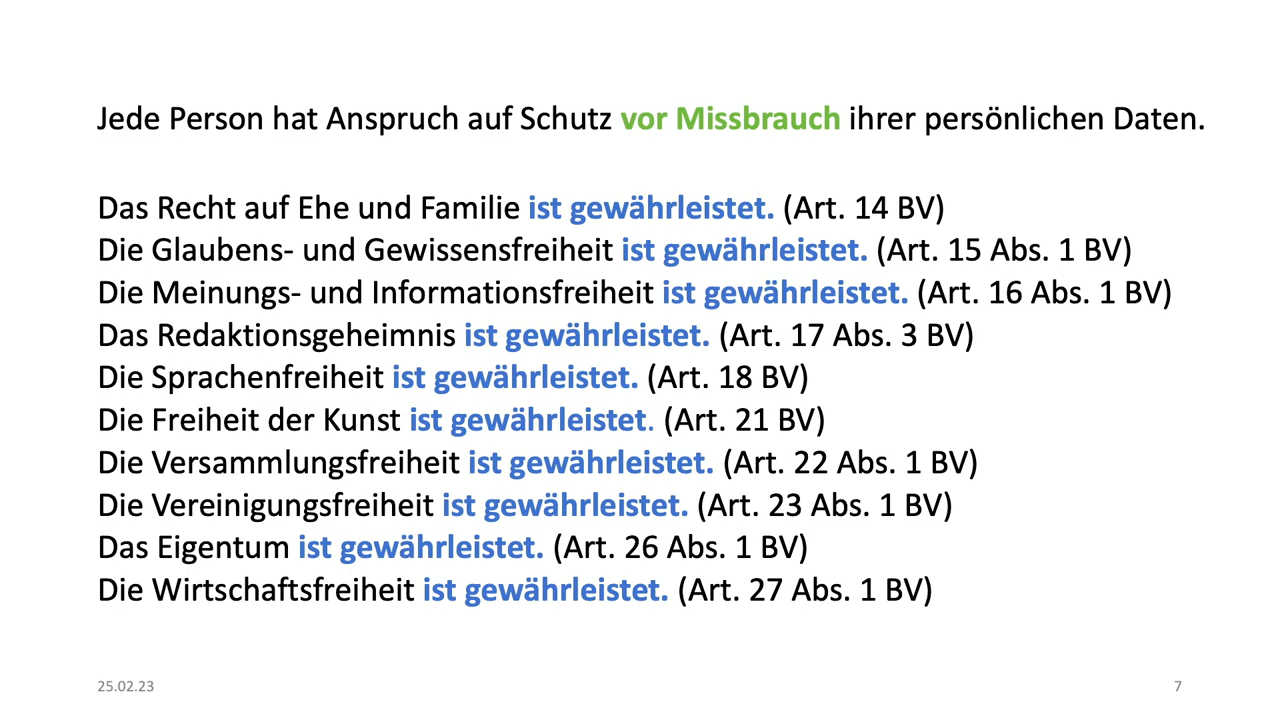 Jede Person hat Anspruch auf Schutz vor Missbrauch ihrer persönlichen Daten.
Das Recht auf Ehe und Familie ist gewährleistet. (Art. 14 BV)
Die Glaubens- und Gewissensfreiheit ist gewährleistet. (Art. 15 Abs. 1 BV)
Die Meinungs- und Informationsfreiheit ist gewährleistet. (Art. 16 Abs. 1 BV)
Das Redaktionsgeheimnis ist gewährleistet. (Art. 17 Abs. 3 BV)
Die Sprachenfreiheit ist gewährleistet. (Art. 18 BV)
Die Freiheit der Kunst ist gewährleistet. (Art. 21 BV)
Die Versammlungsfreiheit ist gewährleistet. (Art. 22 Abs. 1 BV)
Die Vereinigungsfreiheit ist gewährleistet. (Art. 23 Abs. 1 BV)
Das Eigentum ist gewährleistet. (Art. 26 Abs. 1 BV)
Die Wirtschaftsfreiheit ist gewährleistet. (Art. 27 Abs. 1 BV)
25.02.23 7